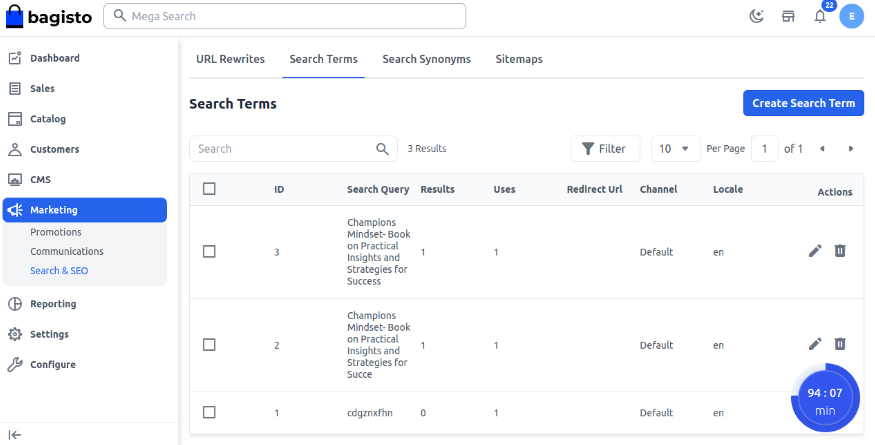 bagisto
Mega Search
22
E
Dashboard
Sales
Catalog
Customers
CMS
Marketing
Promotions
Communications
Search & SEO
Reporting
Settings
Configure
URL Rewrites Search Terms Search Synonyms Sitemaps
Search Terms
Create Search Term
Search
3 Results
Filter
10
Per Page
1
of 1
ID Search Query Results Uses Redirect Url Channel Locale Actions
Champions
Mindset- Book
on Practical
Insights and
Strategies for
Success
3 1 1 Default en
Champions
Mindset- Book
on Practical
Insights and
Strategies for
Succe
2 1 1 Default en
1 cdgznxfhn 0 1 Default en
94 : 07
min